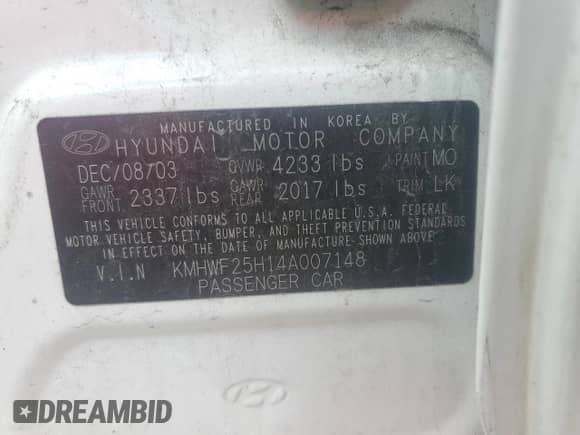 MANUFACTURED IN KOREA BY
HYUNDAI MOTOR COMPANY
DEC/08/03 GVWR 4233 lbs PAINT MO
GAWR FRONT 2337 lbs GAWR REAR 2017 lbs TRIM LK
THIS VEHICLE CONFORMS TO ALL APPLICABLE U.S.A. FEDERAL
MOTOR VEHICLE SAFETY, BUMPER, AND THEFT PREVENTION STANDARDS
IN EFFECT ON THE DATE OF MANUFACTURE SHOWN ABOVE.
V.I.N KMHWF25H14A007148
PASSENGER CAR
DREAMBID